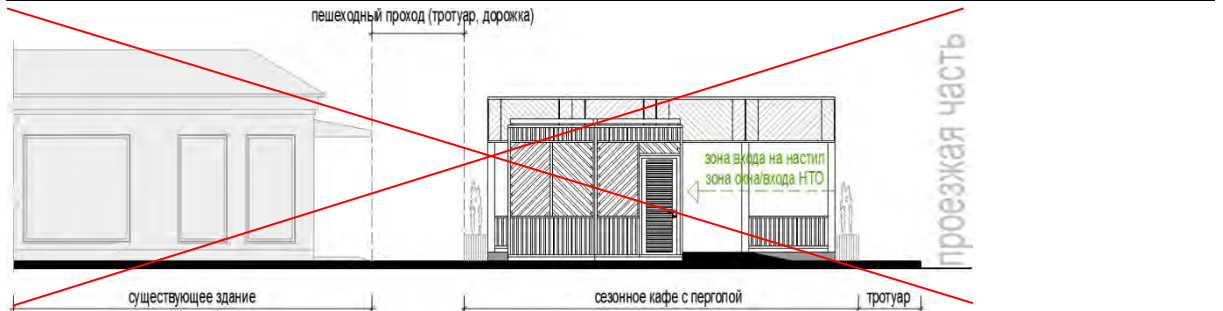 пешеходный проход (тротуар, дорожка)
зона входа на настил
зона окна/входа НТО
проезжая часть
существующее здание
сезонное кафе с перголой
тротуар